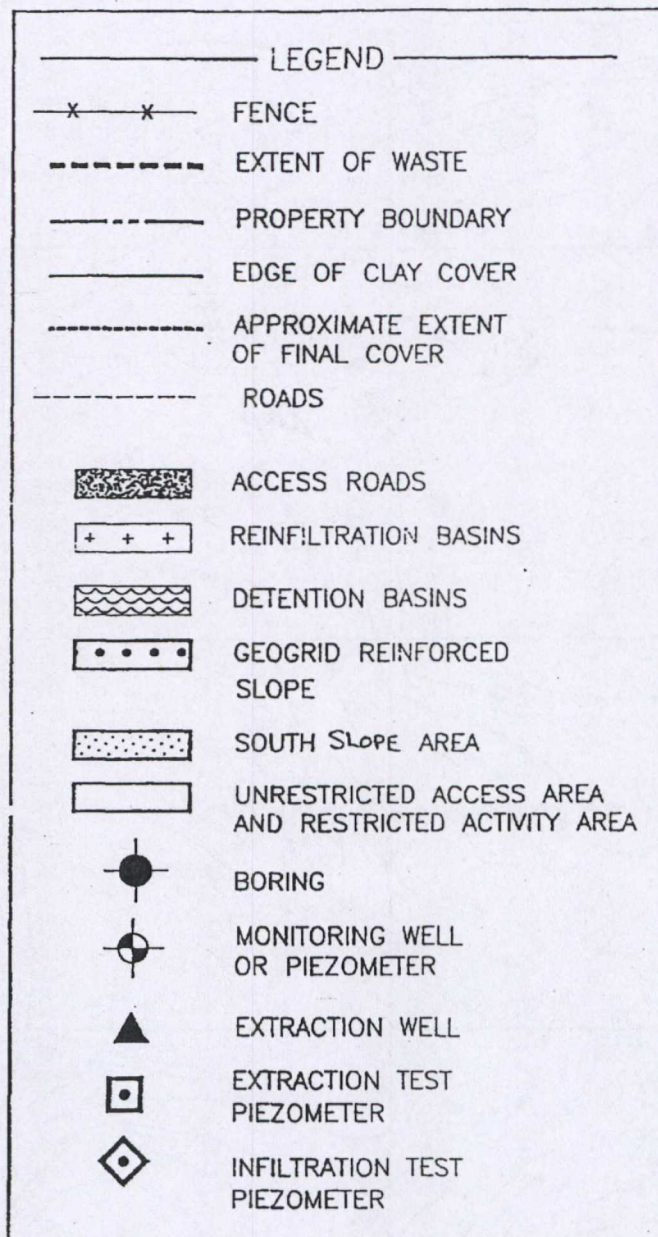 LEGEND
FENCE
EXTENT OF WASTE
PROPERTY BOUNDARY
EDGE OF CLAY COVER
APPROXIMATE EXTENT
OF FINAL COVER
ROADS
ACCESS ROADS
REINFILTRATION BASINS
DETENTION BASINS
GEOGRID REINFORCED
SLOPE
SOUTH SLOPE AREA
UNRESTRICTED ACCESS AREA
AND RESTRICTED ACTIVITY AREA
BORING
MONITORING WELL
OR PIEZOMETER
EXTRACTION WELL
EXTRACTION TEST
PIEZOMETER
INFILTRATION TEST
PIEZOMETER